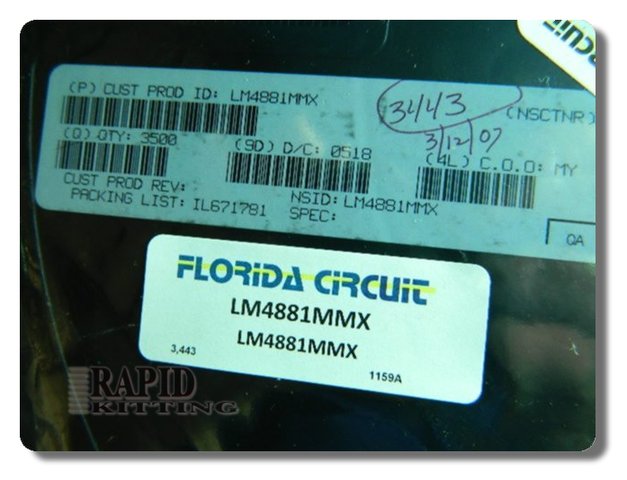 CUIT
(P) CUST PROD ID: LM4881MMX
3443
(NSCTNR)
3/12/07
(Q) QTY: 3500
(9D) D/C: 0518
(4L) C.O.O: MY
CUST PROD REV:
NSID: LM4881MMX
PACKING LIST: IL671781
SPEC:
QA
FLORIDA CIRCUIT
LM4881MMX
LM4881MMX
3,443
1159A
RAPID
KITTING